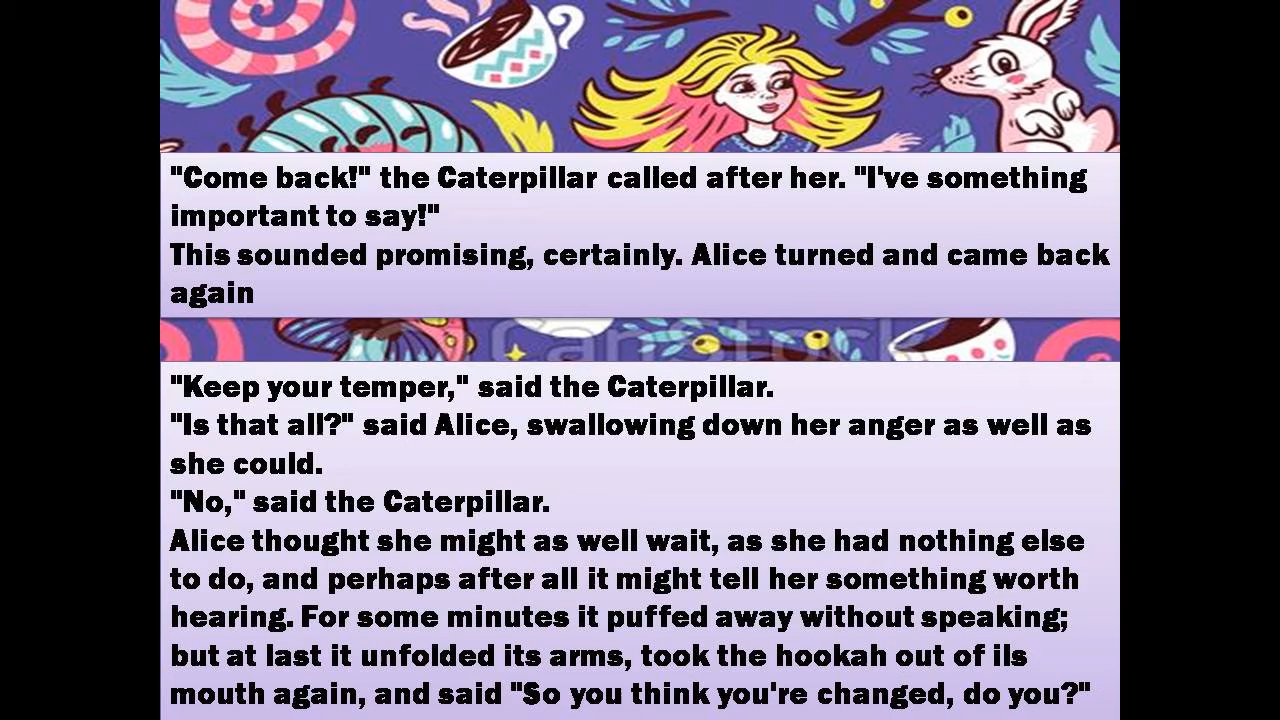 "Come back!" the Caterpillar called after her. "I've something
important to say!"
This sounded promising, certainly. Alice turned and came back
again
CanStock
"Keep your temper," said the Caterpillar.
"Is that all?" said Alice, swallowing down her anger as well as
she could.
"No," said the Caterpillar.
Alice thought she might as well wait, as she had nothing else
to do, and perhaps after all it might tell her something worth
hearing. For some minutes it puffed away without speaking;
but at last it unfolded its arms, took the hookah out of ils
mouth again, and said "So you think you're changed, do you?"